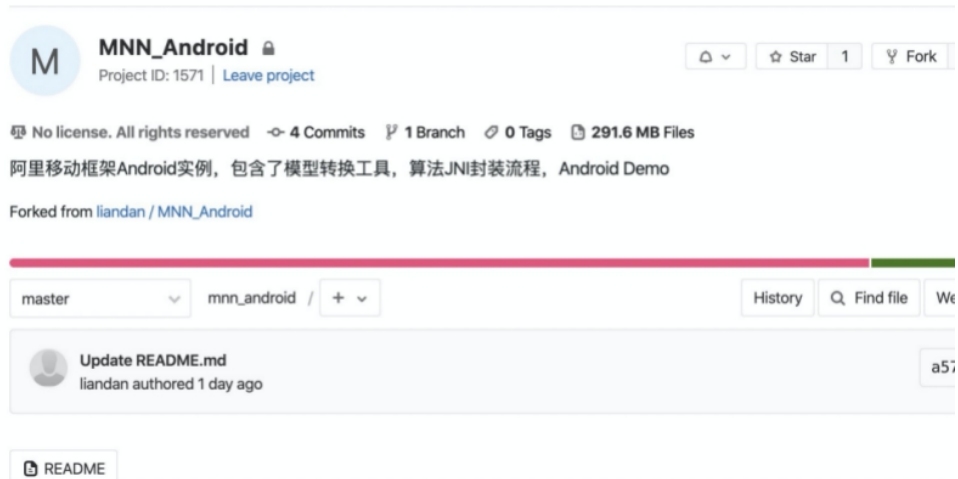 M
MNN_Android
Project ID: 1571 | Leave project
Star 1
Fork
No license. All rights reserved 4 Commits 1 Branch 0 Tags 291.6 MB Files
阿里移动框架Android实例，包含了模型转换工具，算法JNI封装流程，Android Demo
Forked from liandan / MNN_Android
master mnn_android / +
History Find file We
Update README.md
liandan authored 1 day ago
a57
README